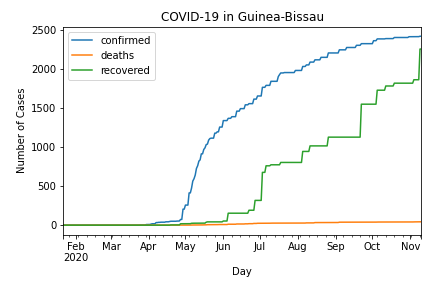 COVID-19 in Guinea-Bissau
confirmed
deaths
recovered
Number of Cases
2500
2000
1500
1000
500
0
Feb Mar Apr May Jun Jul Aug Sep Oct Nov
2020
Day